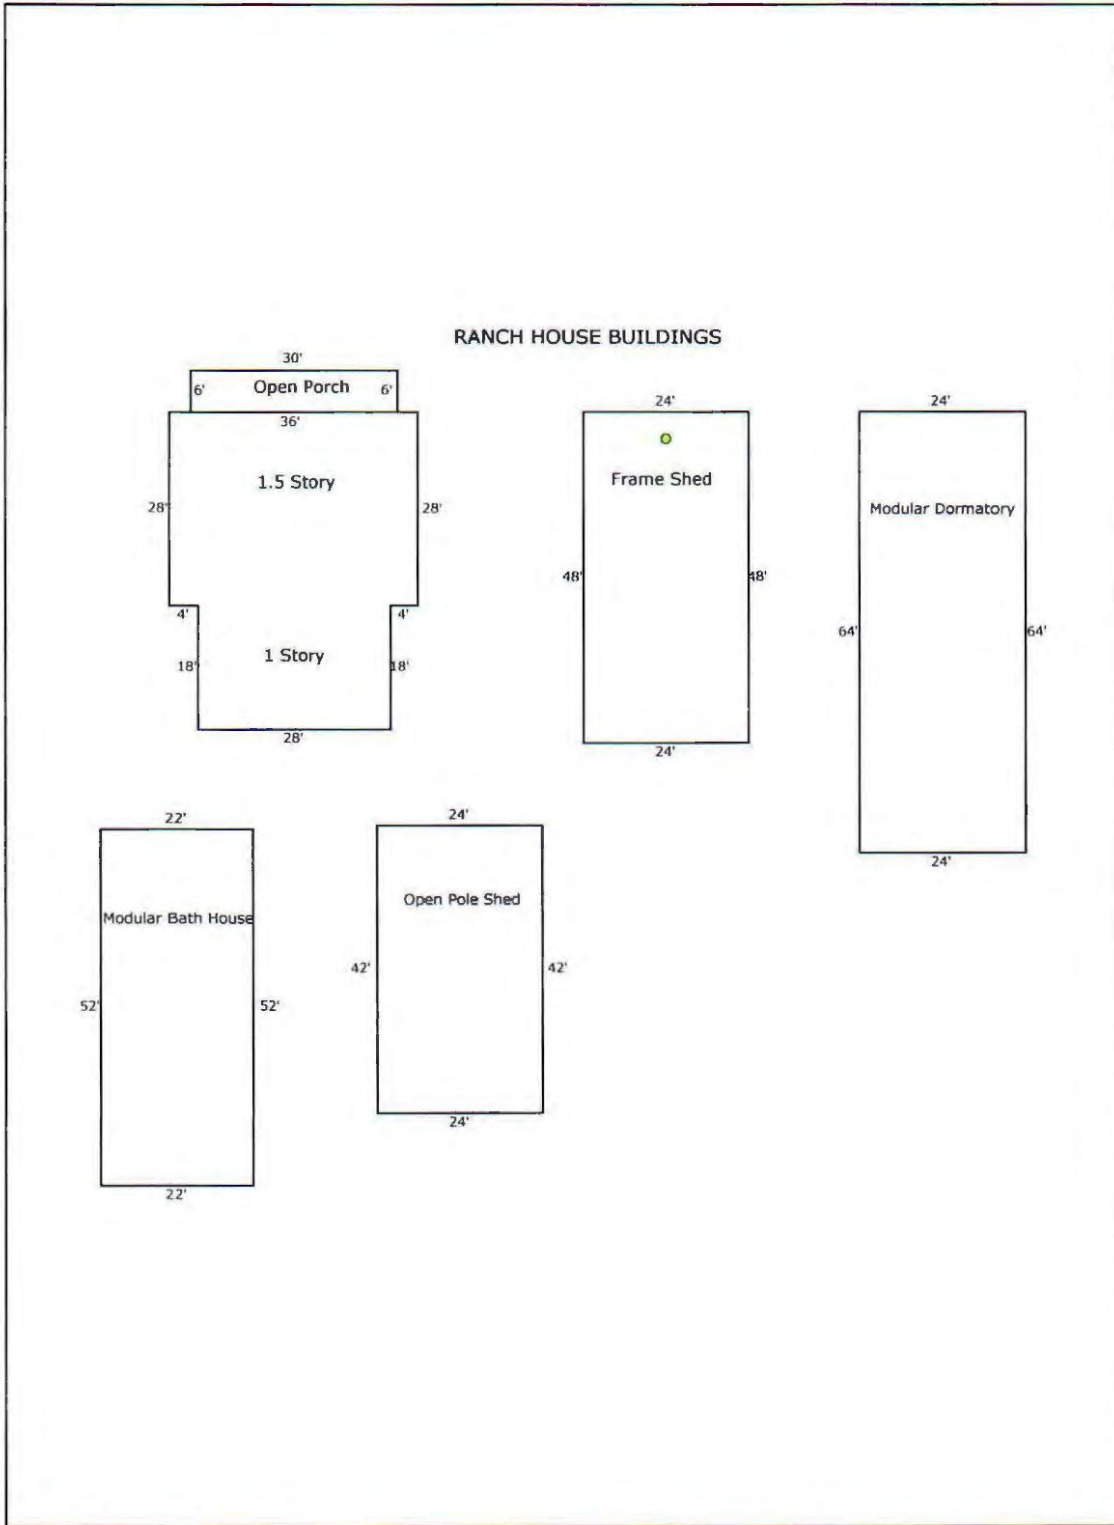 RANCH HOUSE BUILDINGS
30'
6' Open Porch 6'
36'
1.5 Story
28' 28'
4' 4'
1 Story
18' 18'
28'
24'
Frame Shed
48' 48'
24'
24'
Modular Dormatory
64' 64'
24'
22'
Modular Bath House
52' 52'
22'
24'
Open Pole Shed
42' 42'
24'